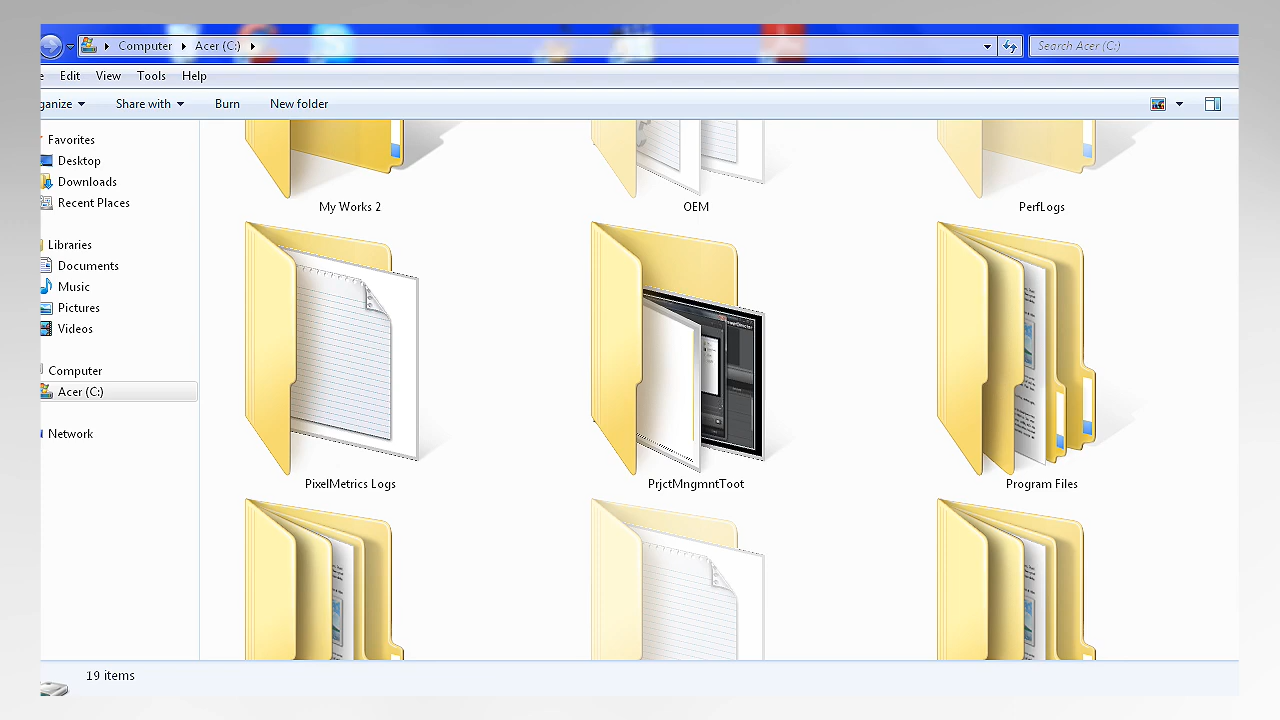 Computer Acer (C:) Search Acer (C:)
Edit View Tools Help
ganize Share with Burn New folder
Favorites
Desktop
Downloads
Recent Places
Libraries
Documents
Music
Pictures
Videos
Computer
Acer (C:)
Network
My Works 2 OEM PerfLogs
PixelMetrics Logs PrjctMngmntToot Program Files
19 items